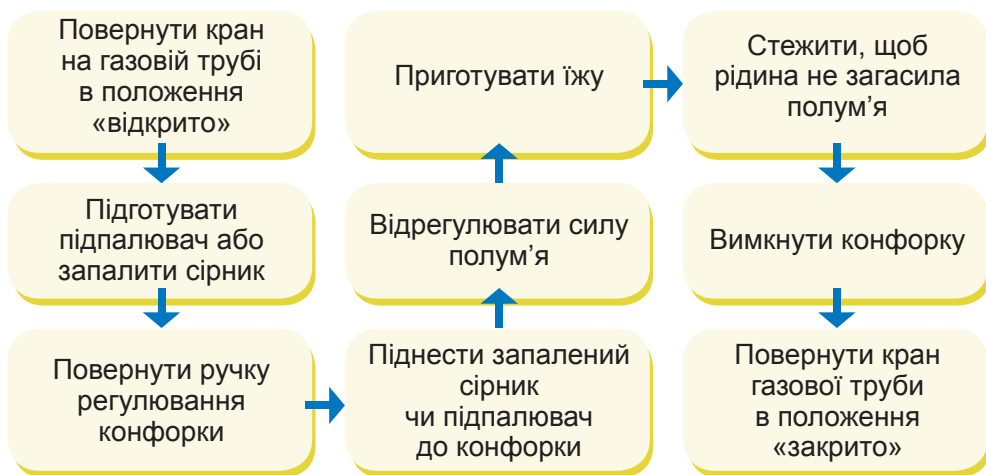 Повернути кран
на газовій трубі
в положення
«відкрито»
Підготувати
підпалювач або
запалити сірник
Повернути ручку
регулювання
конфорки
Піднести запалений
сірник
чи підпалювач
до конфорки
Відрегулювати силу
полум’я
Приготувати їжу
Стежити, щоб
рідина не загасила
полум’я
Вимкнути конфорку
Повернути кран
газової труби
в положення
«закрито»